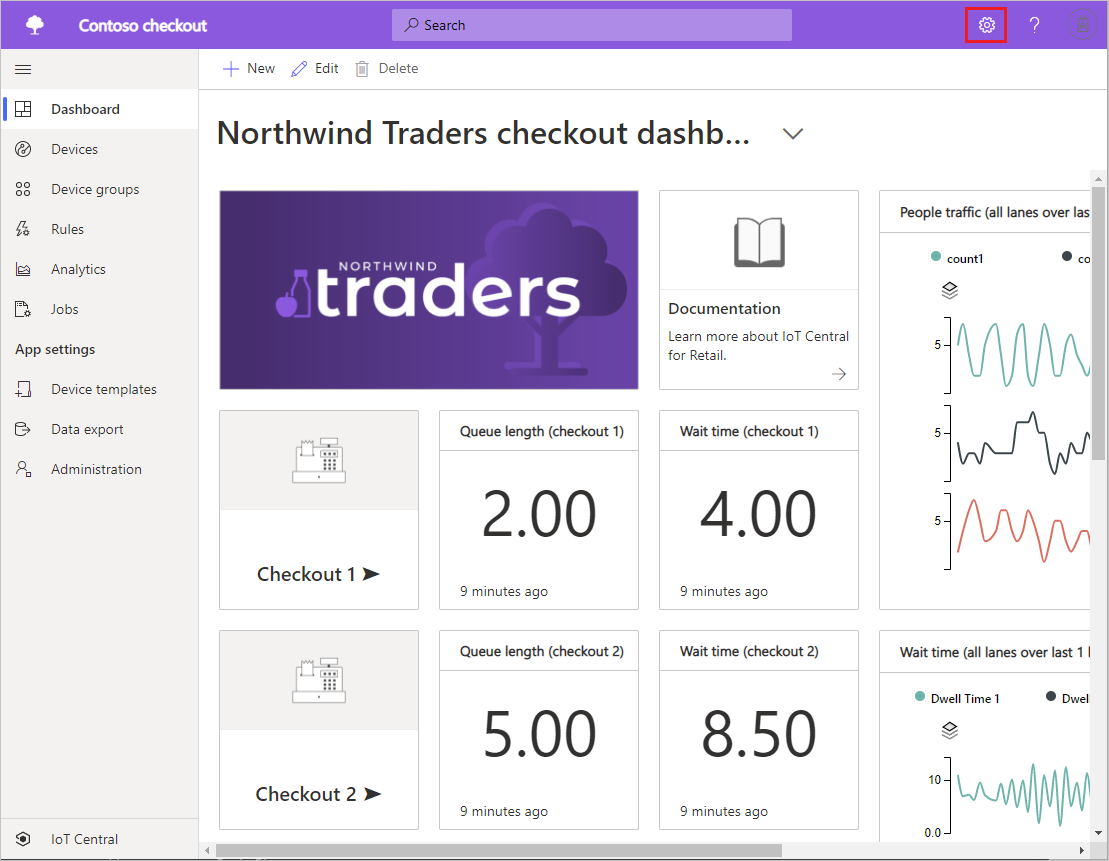 Contoso checkout
Search
?
New
Edit
Delete
Dashboard
Devices
Device groups
Rules
Analytics
Jobs
App settings
Device templates
Data export
Administration
IoT Central
Northwind Traders checkout dashb...
NORTHWIND
traders
Documentation
Learn more about IoT Central
for Retail.
People traffic (all lanes over las
count1
co
5
5
5
Checkout 1 ➤
Queue length (checkout 1)
2.00
9 minutes ago
Wait time (checkout 1)
4.00
9 minutes ago
Checkout 2 ➤
Queue length (checkout 2)
5.00
9 minutes ago
Wait time (checkout 2)
8.50
9 minutes ago
Wait time (all lanes over last 1
Dwell Time 1
Dwel
10
0.0